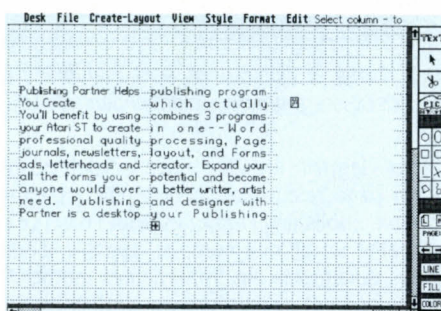 Desk File Create-Layout View Style Format Edit Select column - to
TEXT
Publishing Partner Helps
You Create
You'll benefit by using
your Atari ST to create
professional quality
journals, newsletters,
ads, letterheads and
all the forms you or
anyone would ever
need. Publishing
Partner is a desktop
publishing program
which actually
combines 3 programs
in one--Word
processing, Page
layout, and Forms
creator. Expand your
potential and become
a better writter, artist
and designer with
your Publishing
PIC
L R
PAGE
LINE
FILL
COLOR